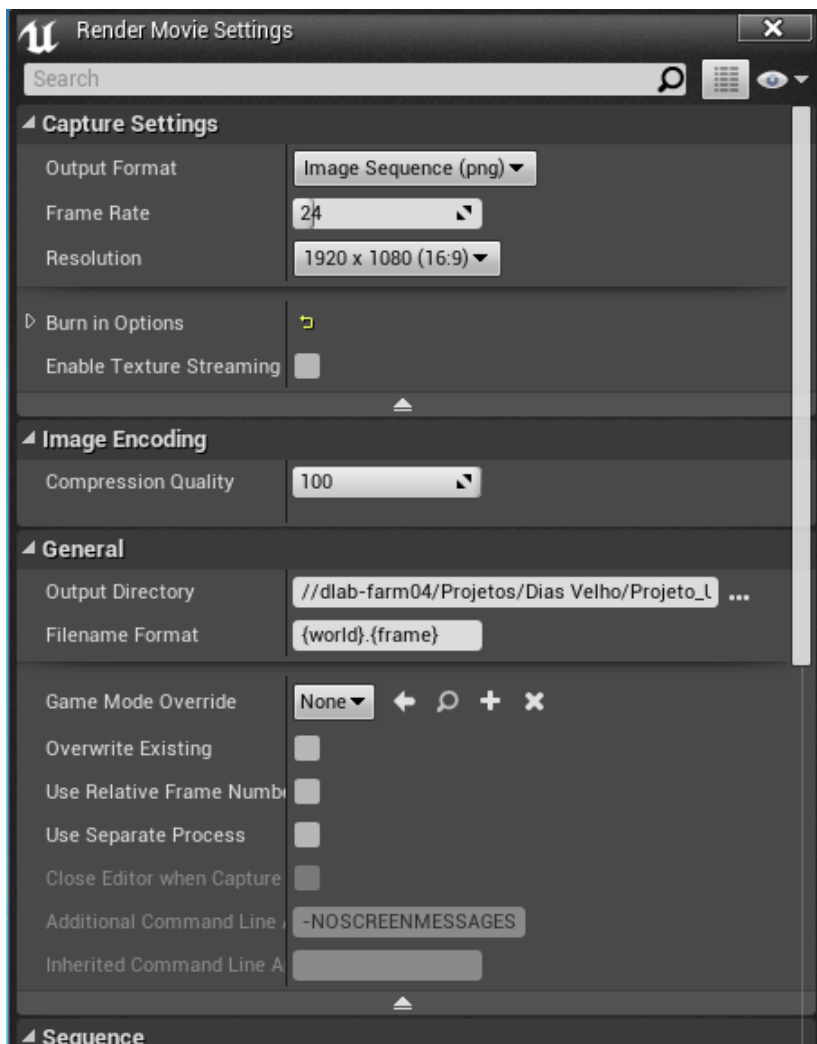 Render Movie Settings
Search
Capture Settings
Output Format Image Sequence (png)
Frame Rate 24
Resolution 1920 x 1080 (16:9)
Burn in Options
Enable Texture Streaming
Image Encoding
Compression Quality 100
General
Output Directory //dlab-farm04/Projetos/Dias Velho/Projeto_
Filename Format {world}.{frame}
Game Mode Override None
Overwrite Existing
Use Relative Frame Numbe
Use Separate Process
Close Editor when Capture
Additional Command Line -NOSCREENMESSAGES
Inherited Command Line A
Sequence